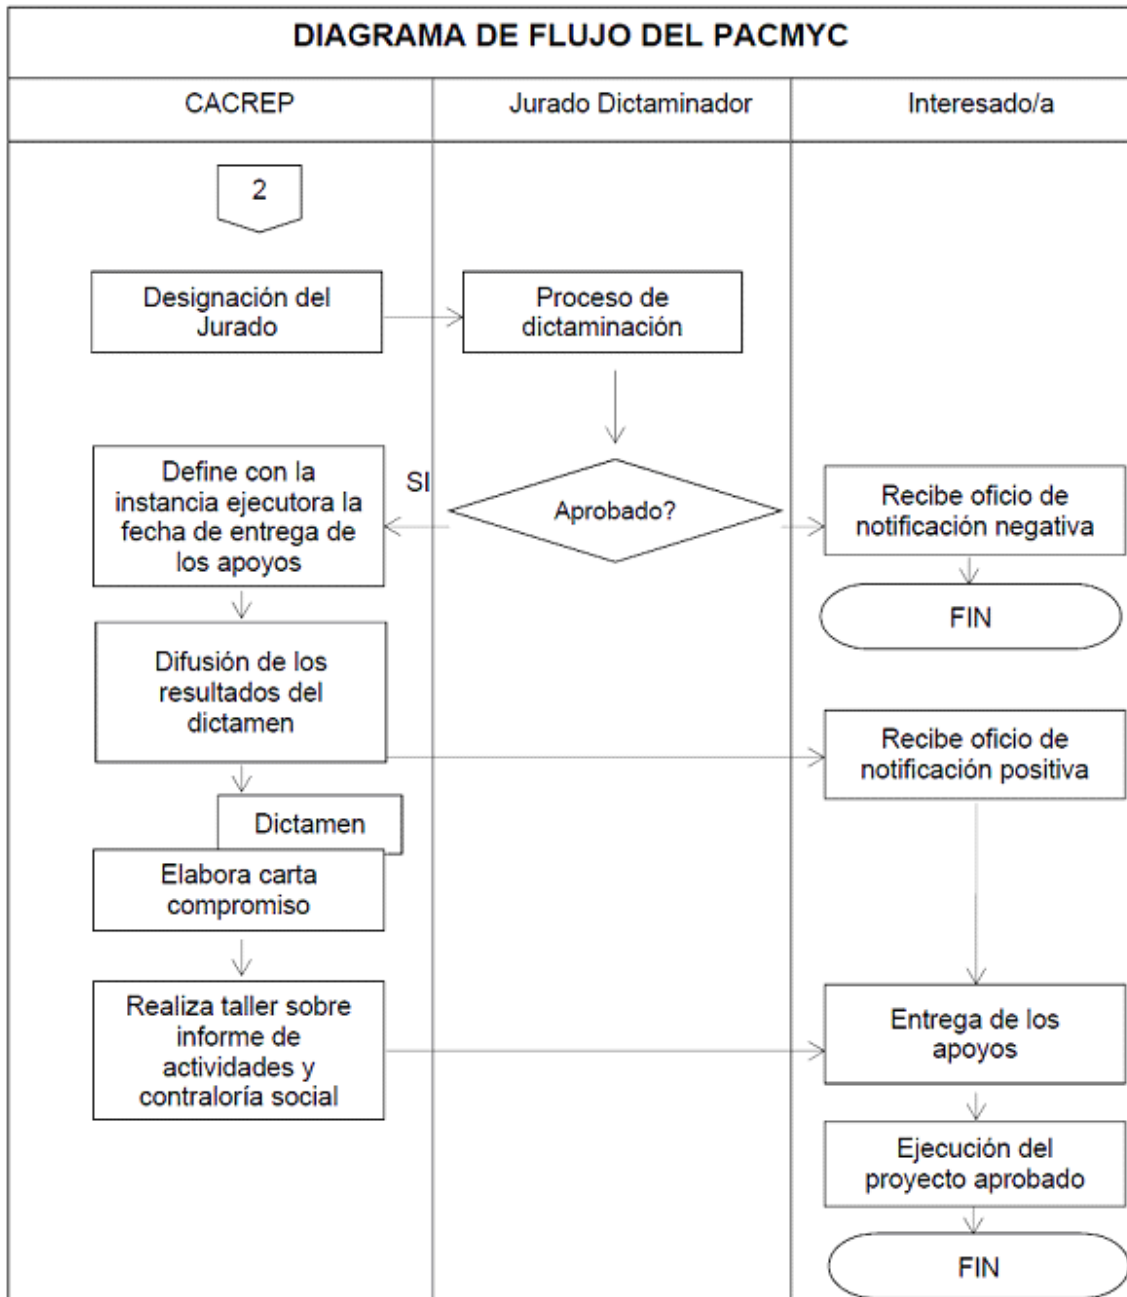 DIAGRAMA DE FLUJO DEL PACMYC
CACREP
Jurado Dictaminador
Interesado/a
2
Designación del
Jurado
Proceso de
dictaminación
Define con la
instancia ejecutora la
fecha de entrega de
los apoyos
SI
Aprobado?
Recibe oficio de
notificación negativa
FIN
Difusión de los
resultados del
dictamen
Recibe oficio de
notificación positiva
Dictamen
Elabora carta
compromiso
Realiza taller sobre
informe de
actividades y
contraloría social
Entrega de los
apoyos
Ejecución del
proyecto aprobado
FIN